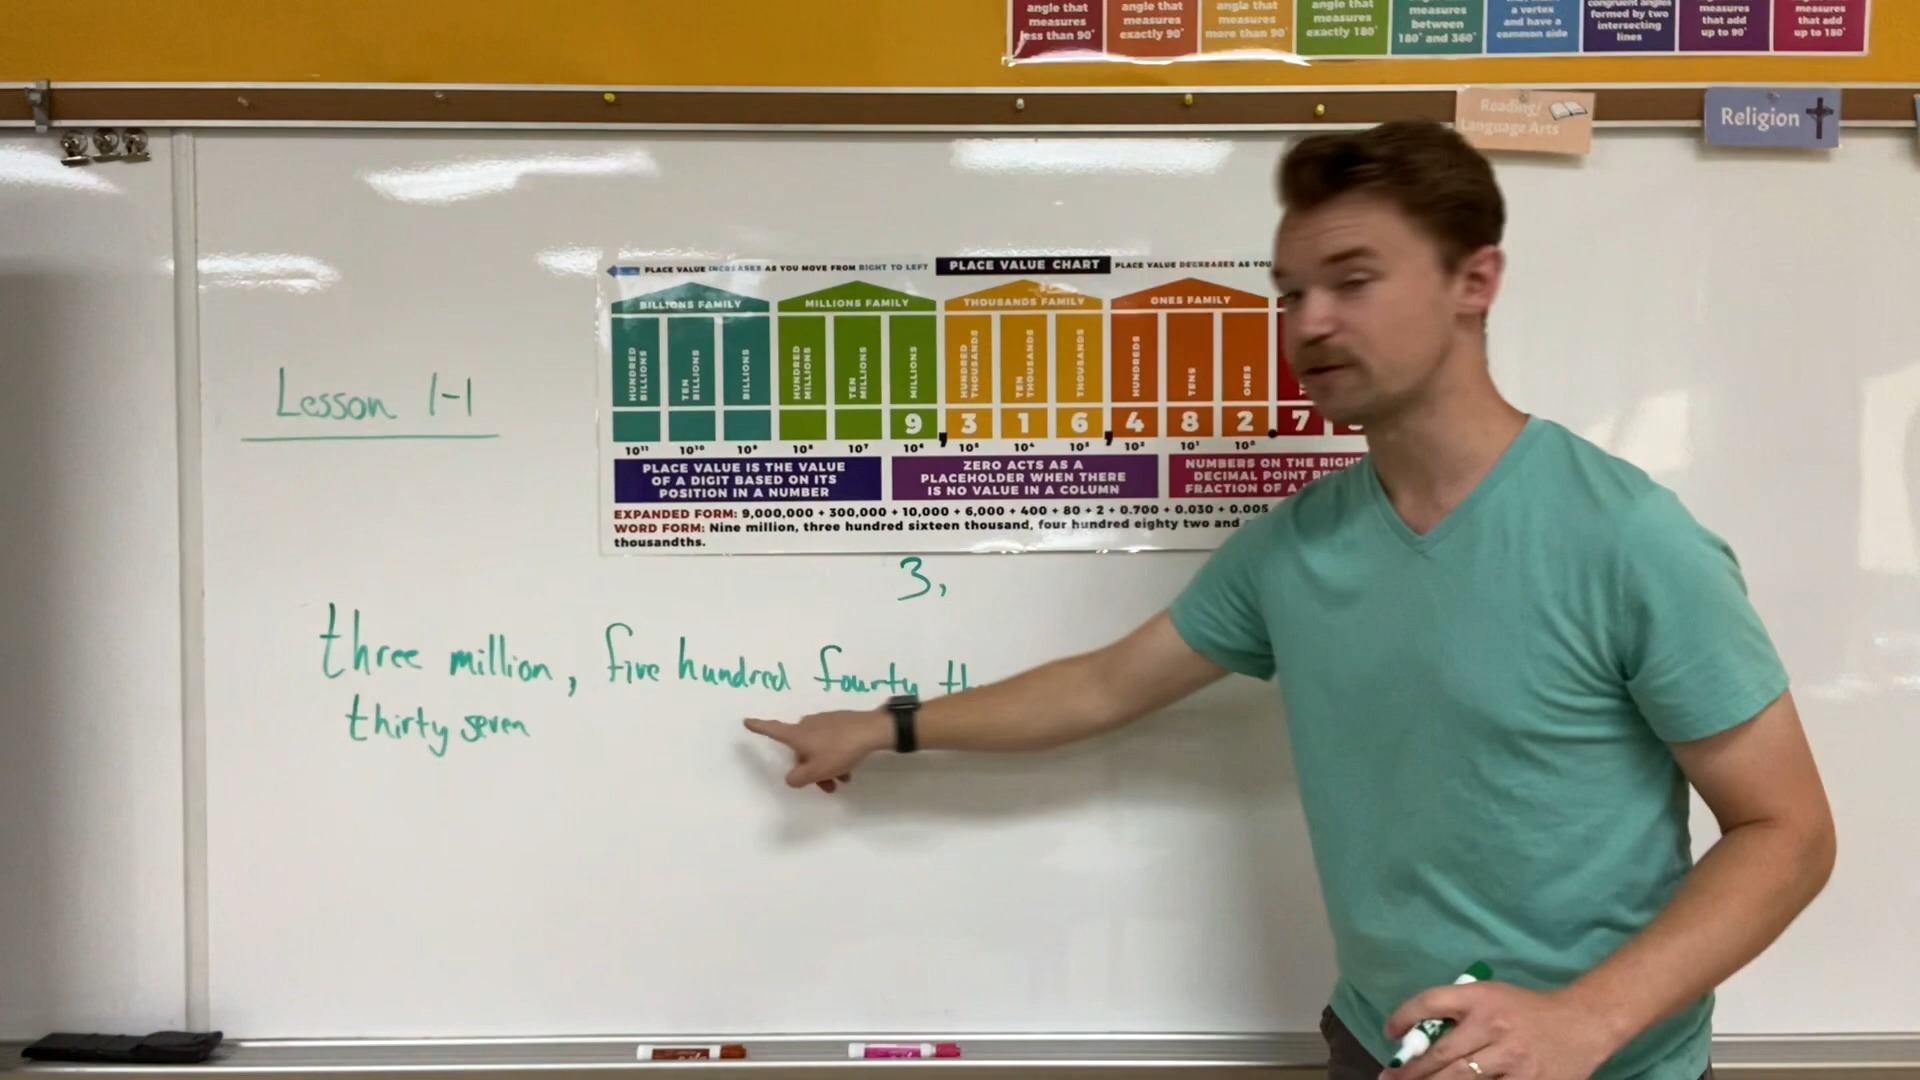 angle that measures less than 90°
angle that measures exactly 90°
angle that measures more than 90°
angle that measures exactly 180°
measures between 180° and 360°
a vertex and have a common side
congruent angles formed by two intersecting lines
measures that add up to 90°
measures that add up to 180°
Reading/
Language Arts
Religion
PLACE VALUE INCREASES AS YOU MOVE FROM RIGHT TO LEFT
PLACE VALUE CHART
PLACE VALUE DECREASES AS YOU
BILLIONS FAMILY
MILLIONS FAMILY
THOUSANDS FAMILY
ONES FAMILY
HUNDRED BILLIONS
TEN BILLIONS
BILLIONS
HUNDRED MILLIONS
TEN MILLIONS
MILLIONS
HUNDRED THOUSANDS
TEN THOUSANDS
THOUSANDS
HUNDREDS
TENS
ONES
9,316,482.7
10¹¹ 10¹⁰ 10⁹ 10⁸ 10⁷ 10⁶ 10⁵ 10⁴ 10³ 10² 10¹ 10⁰
PLACE VALUE IS THE VALUE
OF A DIGIT BASED ON ITS
POSITION IN A NUMBER
ZERO ACTS AS A
PLACEHOLDER WHEN THERE
IS NO VALUE IN A COLUMN
NUMBERS ON THE RIGHT
DECIMAL POINT
FRACTION OF A
EXPANDED FORM: 9,000,000 + 300,000 + 10,000 + 6,000 + 400 + 80 + 2 + 0.700 + 0.030 + 0.005
WORD FORM: Nine million, three hundred sixteen thousand, four hundred eighty two and
thousandths.
Lesson 1-1
3,
three million, five hundred fourty th
thirty seven